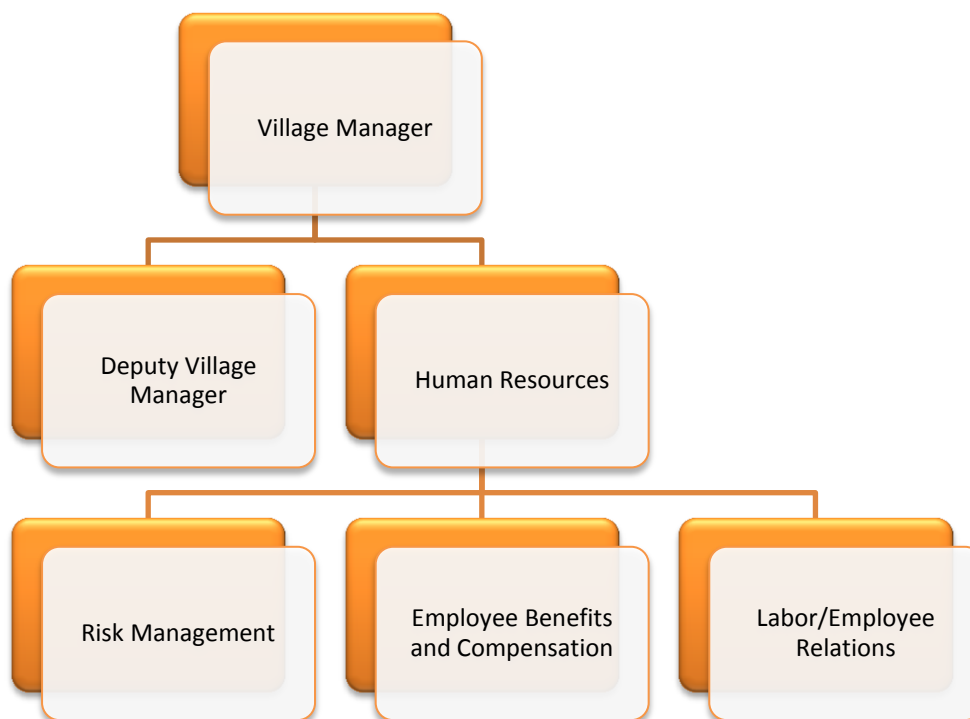 Village Manager
Deputy Village
Manager
Human Resources
Risk Management
Employee Benefits
and Compensation
Labor/Employee
Relations